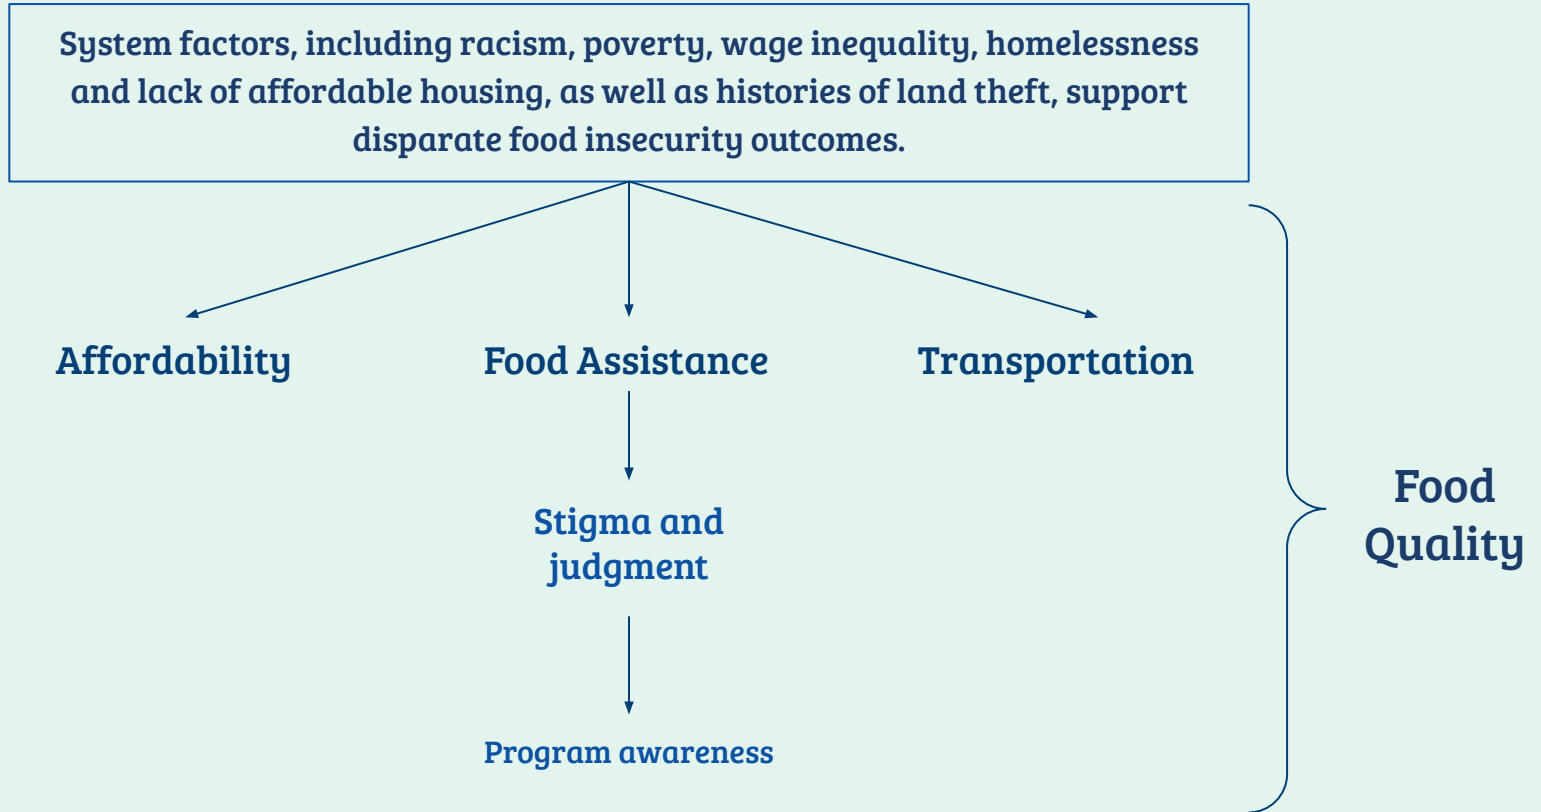 System factors, including racism, poverty, wage inequality, homelessness
and lack of affordable housing, as well as histories of land theft, support
disparate food insecurity outcomes.
Affordability
Food Assistance
Transportation
Stigma and
judgment
Program awareness
Food
Quality